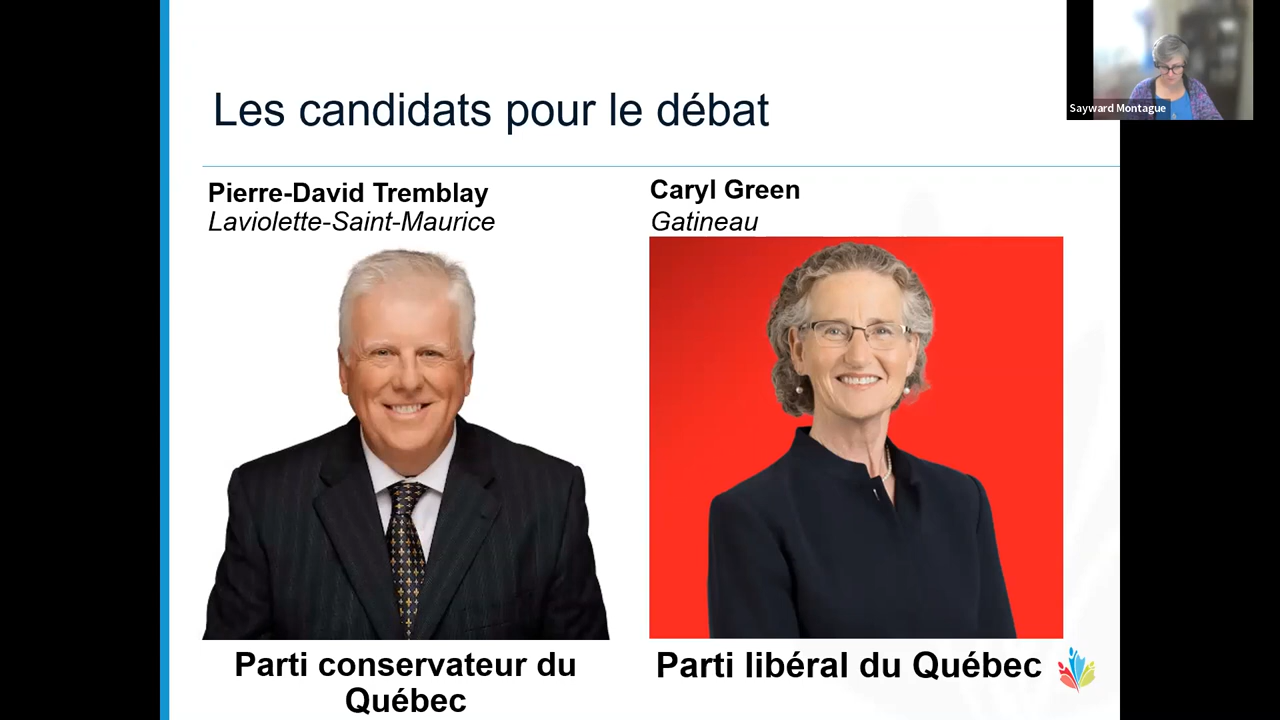 Les candidats pour le débat
Sayward Montague
Pierre-David Tremblay
Laviolette-Saint-Maurice
Caryl Green
Gatineau
Parti conservateur du
Québec
Parti libéral du Québec